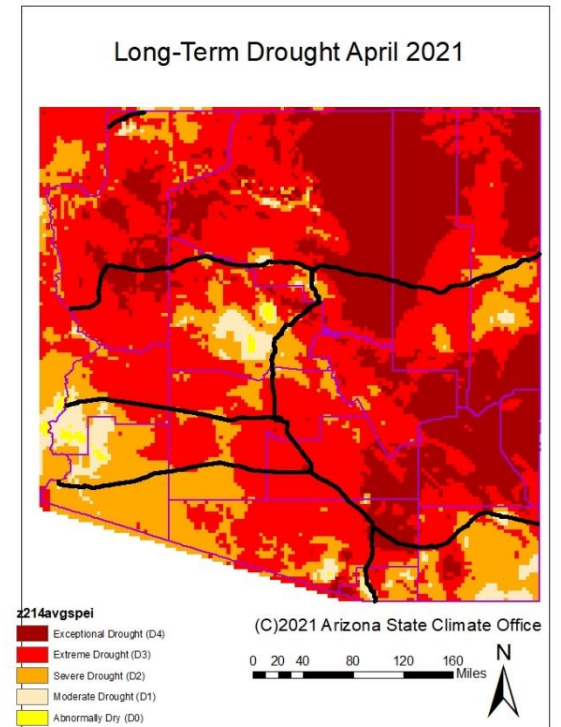 Long-Term Drought April 2021
z214avgspei
Exceptional Drought (D4)
Extreme Drought (D3)
Severe Drought (D2)
Moderate Drought (D1)
Abnormally Dry (D0)
(C)2021 Arizona State Climate Office
0 20 40 80 120 160
Miles
N